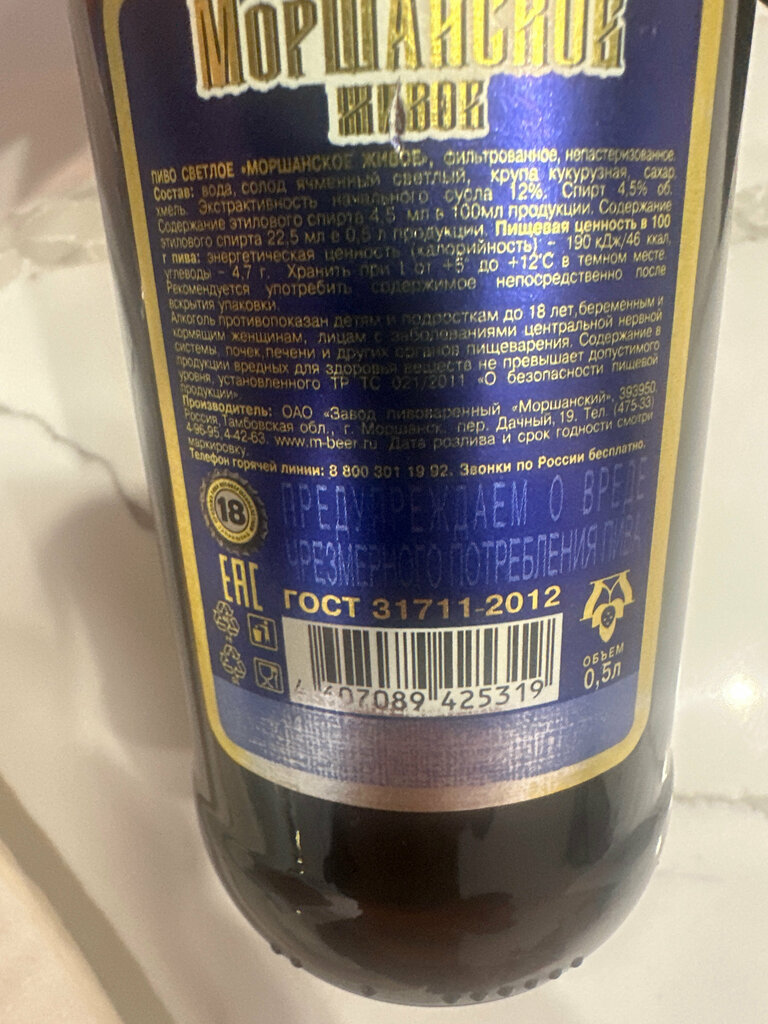 МОРШАНСКОЕ
ЖИВОЕ
ПИВО СВЕТЛОЕ «МОРШАНСКОЕ ЖИВОЕ», фильтрованное, непастеризованное.
Состав: вода, солод ячменный светлый, крупа кукурузная, сахар,
хмель. Экстрактивность начального сусла 12%. Спирт 4,5% об.
Содержание этилового спирта 4,5 мл в 100мл продукции. Содержание
этилового спирта 22,5 мл в 0,5 л продукции. Пищевая ценность в 100
г пива: энергетическая ценность (калорийность) - 190 кДж/46 ккал,
углеводы - 4,7 г. Хранить при t от +5° до +12°С в темном месте.
Рекомендуется употребить содержимое непосредственно после
вскрытия упаковки.
Алкоголь противопоказан детям и подросткам до 18 лет,беременным и
кормящим женщинам, лицам с заболеваниями центральной нервной
системы, почек,печени и других органов пищеварения. Содержание в
продукции вредных для здоровья веществ не превышает допустимого
уровня, установленного ТР ТС 021/2011 «О безопасности пищевой
продукции»
Производитель: ОАО «Завод пивоваренный «Моршанский», 393950,
Россия,Тамбовская обл., г. Моршанск, пер. Дачный, 19. Тел. (475-33)
4-96-95, 4-42-63. www.m-beer.ru Дата розлива и срок годности смотри
маркировку.
Телефон горячей линии: 8 800 301 19 92. Звонки по России бесплатно.
18
ПРЕДУПРЕЖДАЕМ О ВРЕДЕ
ЧРЕЗМЕРНОГО ПОТРЕБЛЕНИЯ ПИВА
ЕАС
ГОСТ 31711-2012
4 607089 425319
ОБЪЕМ
0,5л